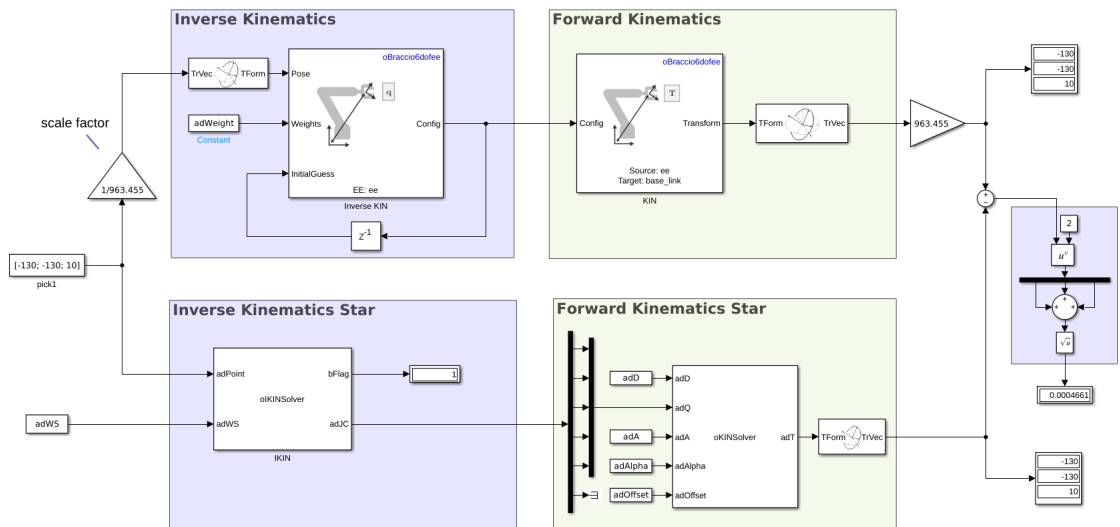 Inverse Kinematics
Forward Kinematics
oBraccio6dofee
oBraccio6dofee
-130
-130
10
TrVec TForm
Pose
q
T
scale factor
adWeight
Constant
Weights
Config
Config
Transform
TForm TrVec
963.455
InitialGuess
1/963.455
EE: ee
Inverse KIN
Source: ee
Target: base_link
KIN
Z-1
+
−
2
uv
[-130; -130; 10]
pick1
Inverse Kinematics Star
Forward Kinematics Star
+
+
+
√u
adPoint
bFlag
1
adD
adD
0.0004661
oIKINSolver
adQ
adWS
adWS
adJC
adA
adA
oKINSolver
adT
TForm TrVec
IKIN
adAlpha
adAlpha
adOffset
adOffset
-130
-130
10